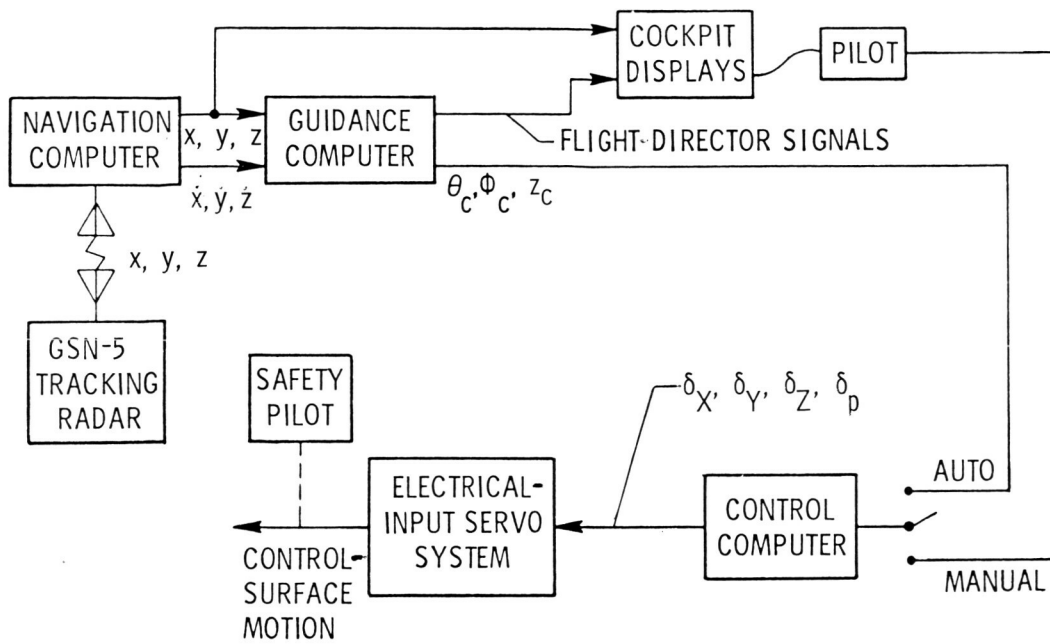 COCKPIT
DISPLAYS
PILOT
NAVIGATION
COMPUTER
x, y, z
ẋ, ẏ, ż
GUIDANCE
COMPUTER
FLIGHT-DIRECTOR SIGNALS
θc, Φc, zc
x, y, z
GSN-5
TRACKING
RADAR
SAFETY
PILOT
δX, δY, δZ, δp
AUTO
ELECTRICAL-
INPUT SERVO
SYSTEM
CONTROL
COMPUTER
CONTROL-
SURFACE
MOTION
MANUAL